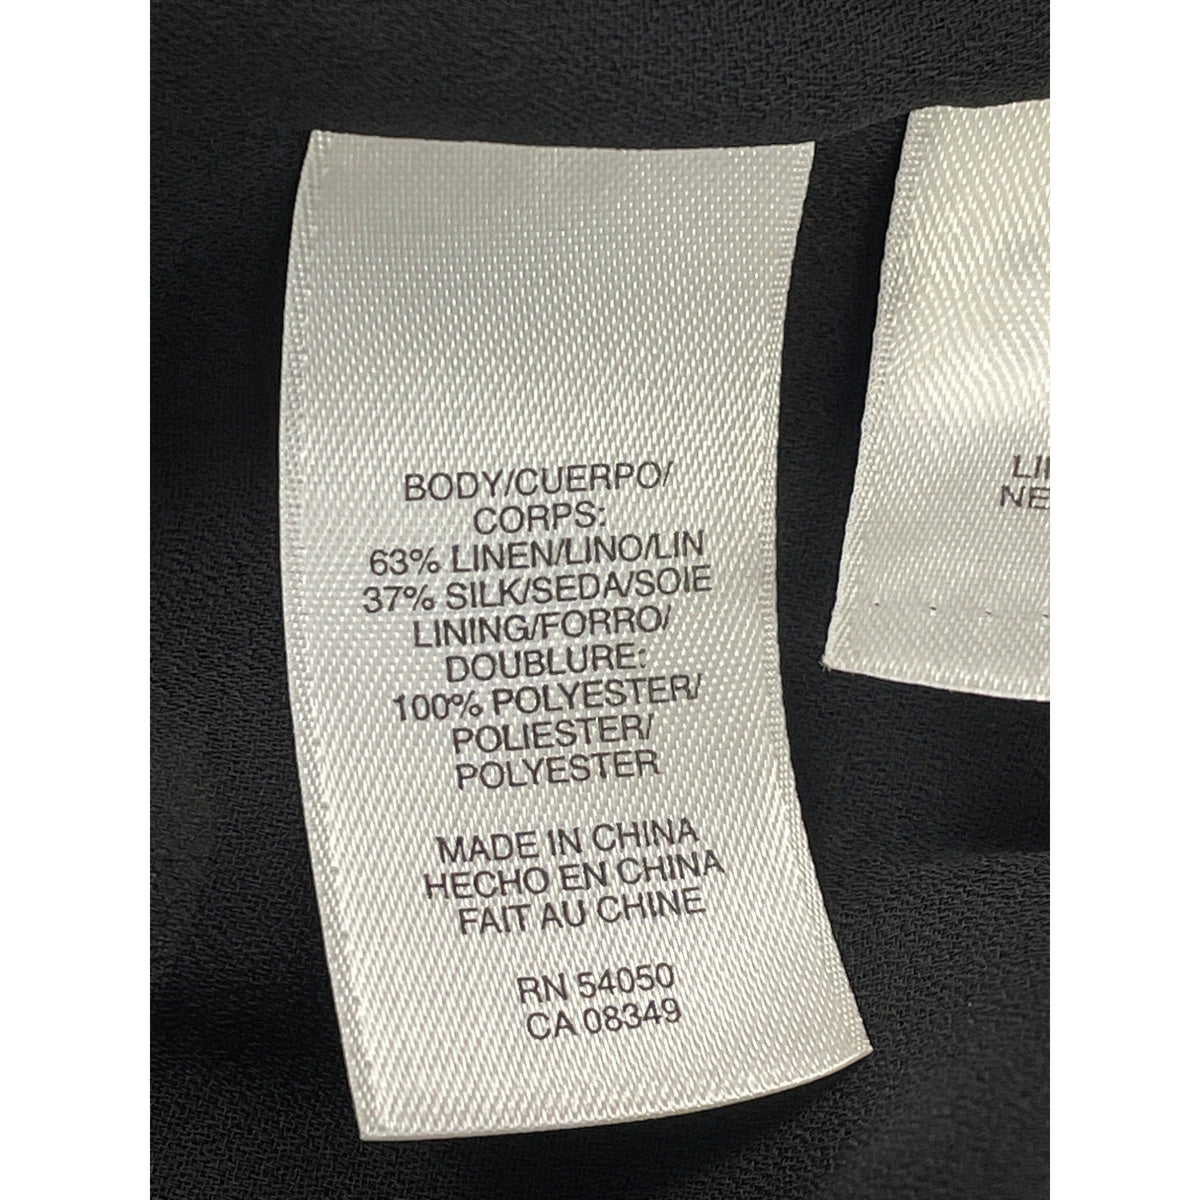 BODY/CUERPO/
CORPS:
63% LINEN/LINO/LIN
37% SILK/SEDA/SOIE
LINING/FORRO/
DOUBLURE:
100% POLYESTER/
POLIESTER/
POLYESTER
MADE IN CHINA
HECHO EN CHINA
FAIT AU CHINE
RN 54050
CA 08349